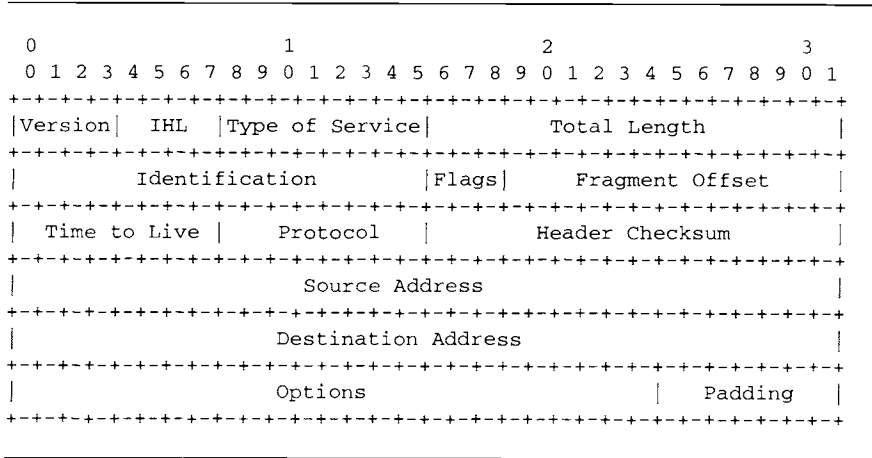 0                   1                   2                   3
0 1 2 3 4 5 6 7 8 9 0 1 2 3 4 5 6 7 8 9 0 1 2 3 4 5 6 7 8 9 0 1
+-+-+-+-+-+-+-+-+-+-+-+-+-+-+-+-+-+-+-+-+-+-+-+-+-+-+-+-+-+-+-+-+
|Version|  IHL  |Type of Service|          Total Length         |
+-+-+-+-+-+-+-+-+-+-+-+-+-+-+-+-+-+-+-+-+-+-+-+-+-+-+-+-+-+-+-+-+
|         Identification        |Flags|     Fragment Offset     |
+-+-+-+-+-+-+-+-+-+-+-+-+-+-+-+-+-+-+-+-+-+-+-+-+-+-+-+-+-+-+-+-+
|  Time to Live |    Protocol   |        Header Checksum        |
+-+-+-+-+-+-+-+-+-+-+-+-+-+-+-+-+-+-+-+-+-+-+-+-+-+-+-+-+-+-+-+-+
|                      Source Address                           |
+-+-+-+-+-+-+-+-+-+-+-+-+-+-+-+-+-+-+-+-+-+-+-+-+-+-+-+-+-+-+-+-+
|                    Destination Address                        |
+-+-+-+-+-+-+-+-+-+-+-+-+-+-+-+-+-+-+-+-+-+-+-+-+-+-+-+-+-+-+-+-+
|                    Options                      |   Padding   |
+-+-+-+-+-+-+-+-+-+-+-+-+-+-+-+-+-+-+-+-+-+-+-+-+-+-+-+-+-+-+-+-+